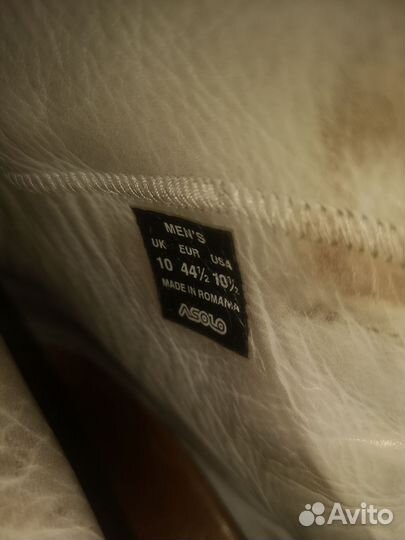 MEN'S
UK EUR USA
10 44½ 10½
MADE IN ROMANIA
ASOLO
Avito